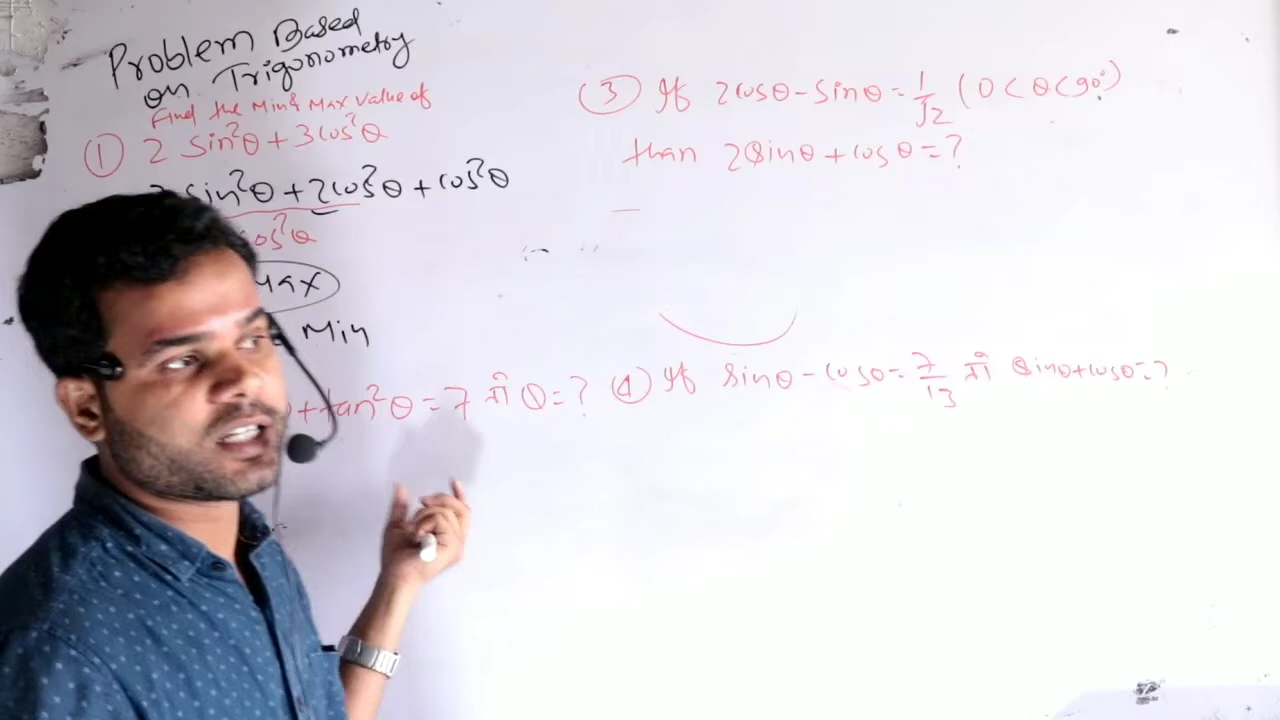 Problem Based
on Trigonometry
Find the Min & Max value of
① 2 sin²θ + 3cos²θ
sin²θ + 2cos²θ + cos²θ
cos²θ
Max
Min
+ tan²θ = 7 तो θ = ?
③ If 2cosθ - sinθ = 1/√2 (0 < θ < 90°)
than 2sinθ + cosθ = ?
④ If sinθ - cosθ = 7/13 तो sinθ + cosθ = ?